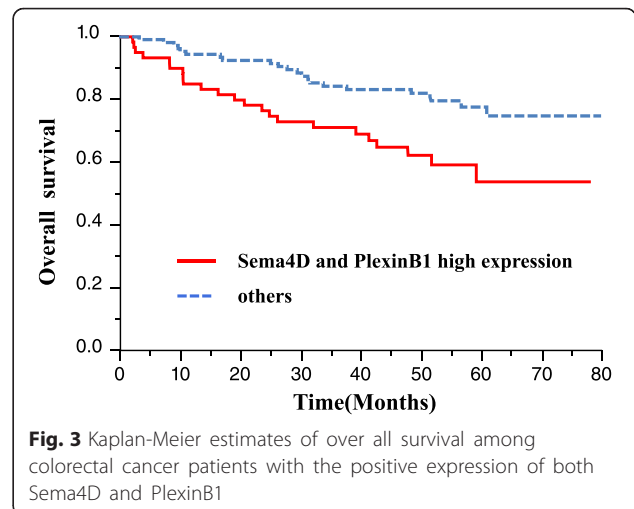 1.0
0.8
0.6
0.4
0.2
0.0
Overall survival
Sema4D and PlexinB1 high expression
others
0 10 20 30 40 50 60 70 80
Time(Months)
Fig. 3 Kaplan-Meier estimates of over all survival among
colorectal cancer patients with the positive expression of both
Sema4D and PlexinB1